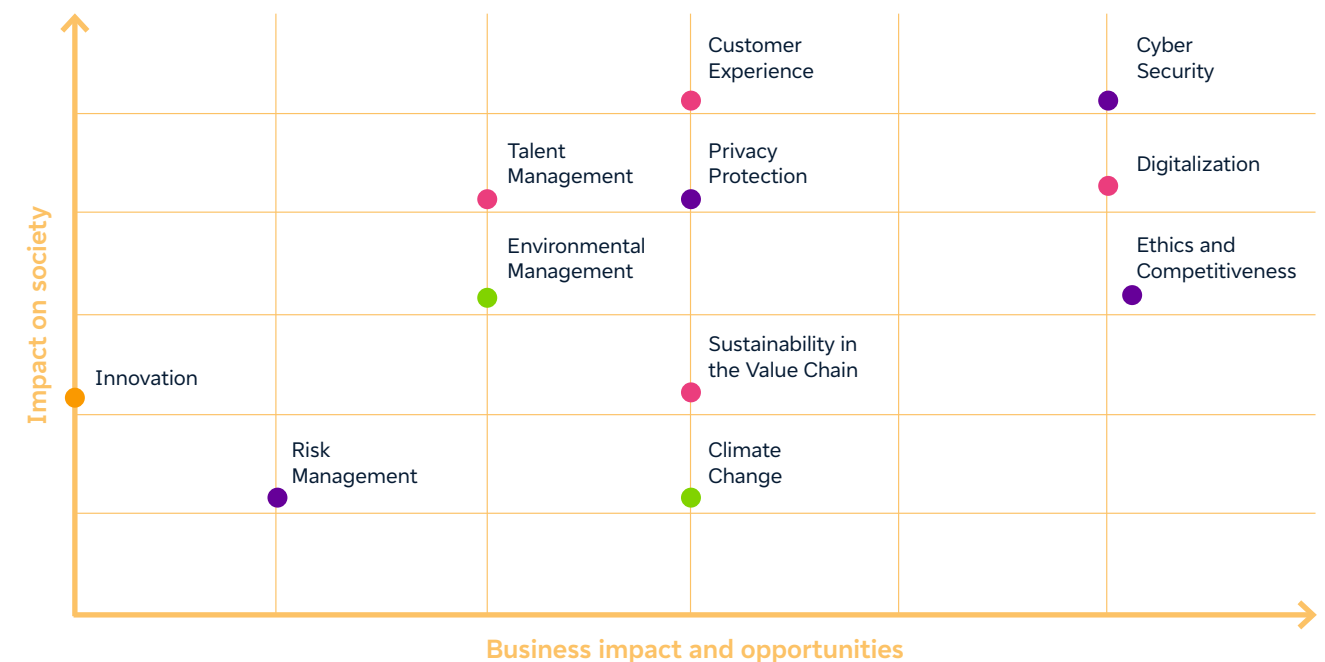 Customer
Experience
Cyber
Security
Talent
Management
Privacy
Protection
Digitalization
Environmental
Management
Ethics and
Competitiveness
Impact on society
Sustainability in
the Value Chain
Innovation
Risk
Management
Climate
Change
Business impact and opportunities